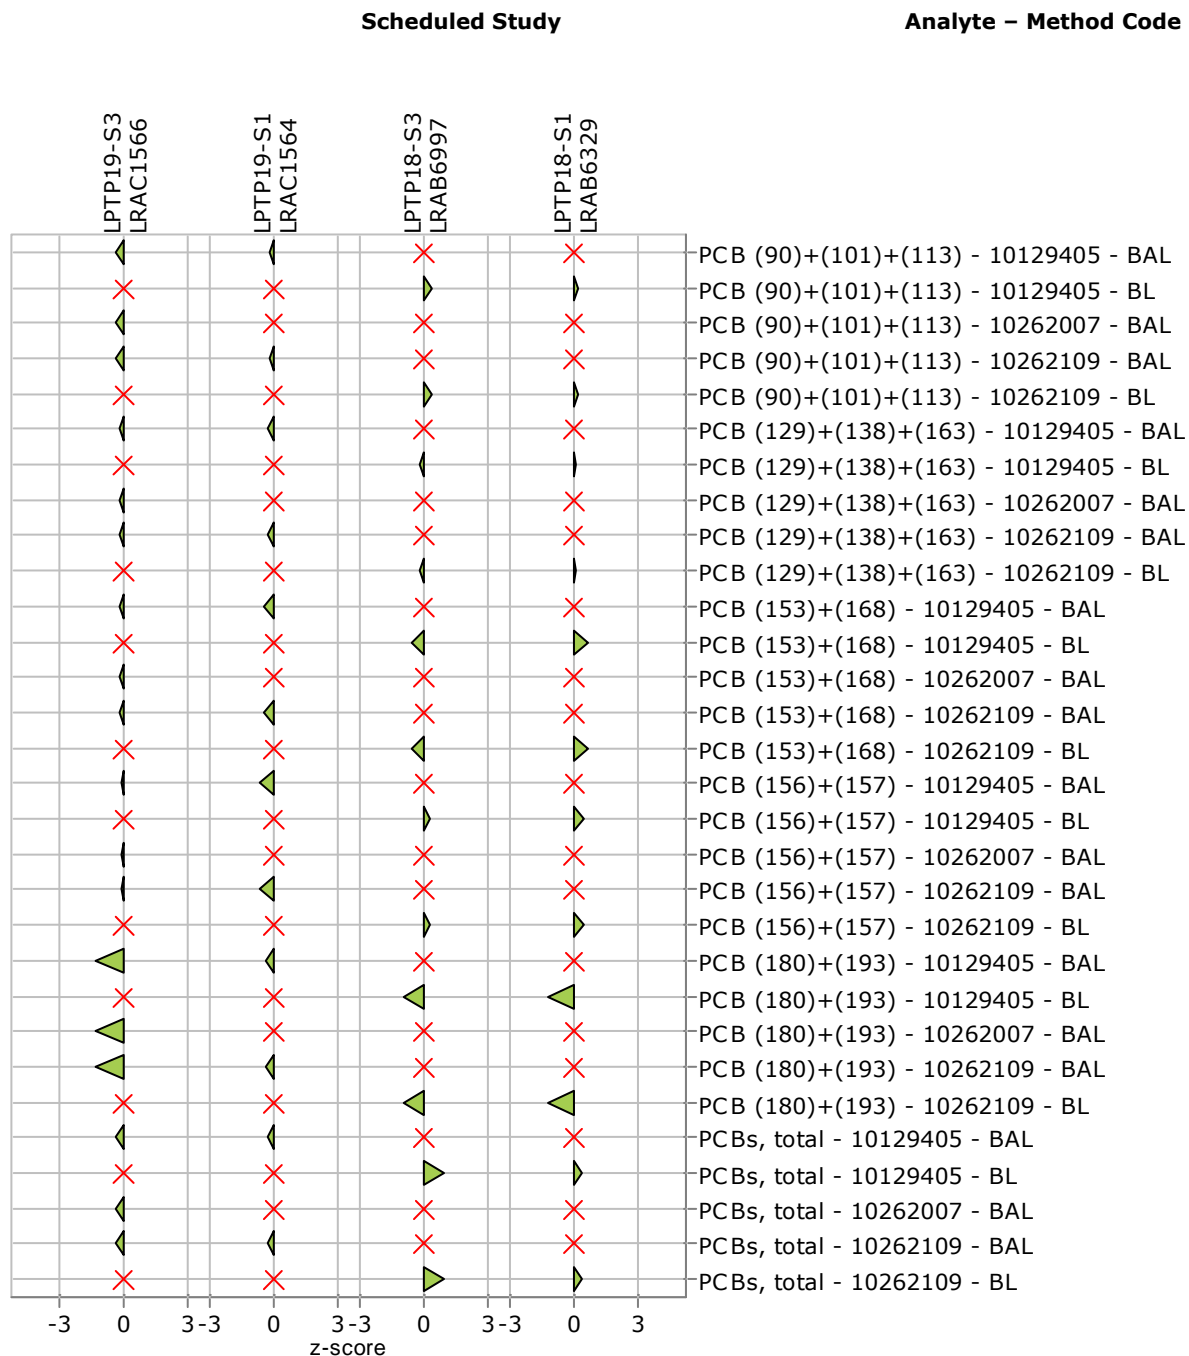 Scheduled Study
Analyte – Method Code
LPTP19-S3
LRAC1566
LPTP19-S1
LRAC1564
LPTP18-S3
LRAB6997
LPTP18-S1
LRAB6329
PCB (90)+(101)+(113) - 10129405 - BAL
PCB (90)+(101)+(113) - 10129405 - BL
PCB (90)+(101)+(113) - 10262007 - BAL
PCB (90)+(101)+(113) - 10262109 - BAL
PCB (90)+(101)+(113) - 10262109 - BL
PCB (129)+(138)+(163) - 10129405 - BAL
PCB (129)+(138)+(163) - 10129405 - BL
PCB (129)+(138)+(163) - 10262007 - BAL
PCB (129)+(138)+(163) - 10262109 - BAL
PCB (129)+(138)+(163) - 10262109 - BL
PCB (153)+(168) - 10129405 - BAL
PCB (153)+(168) - 10129405 - BL
PCB (153)+(168) - 10262007 - BAL
PCB (153)+(168) - 10262109 - BAL
PCB (153)+(168) - 10262109 - BL
PCB (156)+(157) - 10129405 - BAL
PCB (156)+(157) - 10129405 - BL
PCB (156)+(157) - 10262007 - BAL
PCB (156)+(157) - 10262109 - BAL
PCB (156)+(157) - 10262109 - BL
PCB (180)+(193) - 10129405 - BAL
PCB (180)+(193) - 10129405 - BL
PCB (180)+(193) - 10262007 - BAL
PCB (180)+(193) - 10262109 - BAL
PCB (180)+(193) - 10262109 - BL
PCBs, total - 10129405 - BAL
PCBs, total - 10129405 - BL
PCBs, total - 10262007 - BAL
PCBs, total - 10262109 - BAL
PCBs, total - 10262109 - BL
-3 0 3 -3 0 3 -3 0 3 -3 0 3
z-score